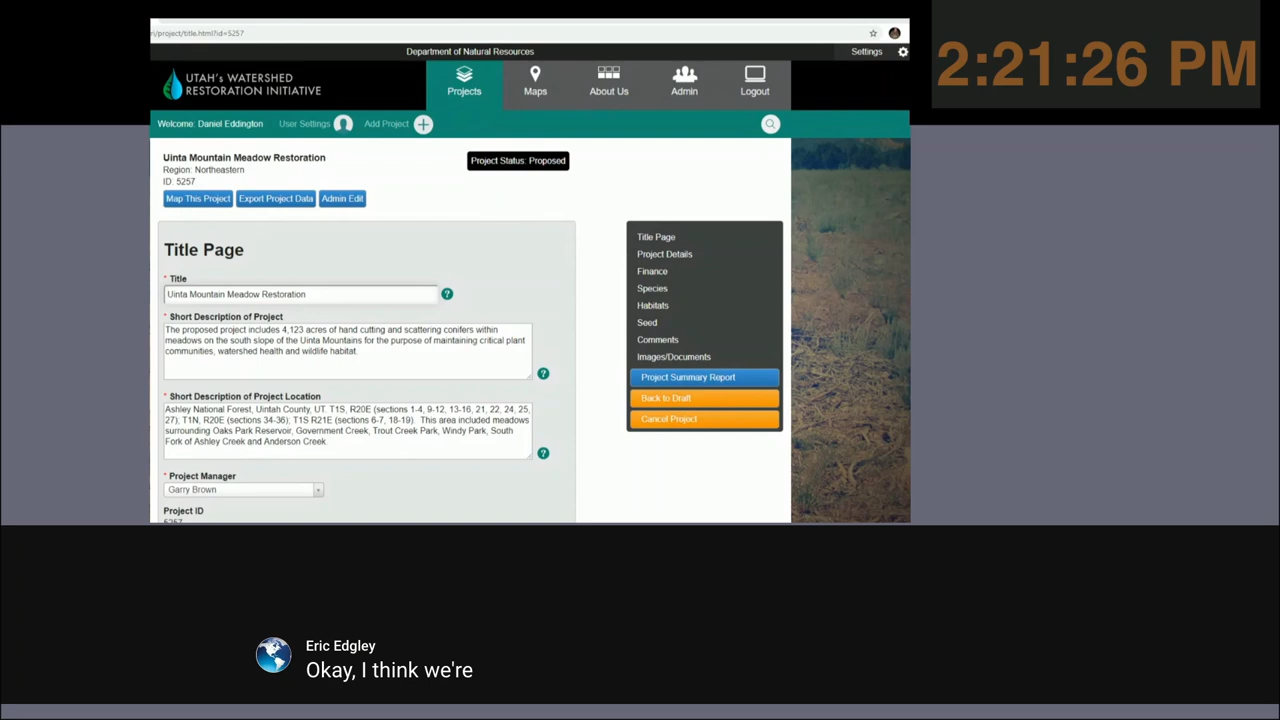 ri/project/title.html?id=5257
2:21:26 PM
Department of Natural Resources
Settings
UTAH'S WATERSHED
RESTORATION INITIATIVE
Projects
Maps
About Us
Admin
Logout
Welcome: Daniel Eddington
User Settings
Add Project
Uinta Mountain Meadow Restoration
Region: Northeastern
ID: 5257
Project Status: Proposed
Map This Project
Export Project Data
Admin Edit
Title Page
* Title
Uinta Mountain Meadow Restoration
* Short Description of Project
The proposed project includes 4,123 acres of hand cutting and scattering conifers within
meadows on the south slope of the Uinta Mountains for the purpose of maintaining critical plant
communities, watershed health and wildlife habitat.
* Short Description of Project Location
Ashley National Forest, Uintah County, UT. T1S, R20E (sections 1-4, 9-12, 13-16, 21, 22, 24, 25,
27), T1N, R20E (sections 34-36), T1S R21E (sections 6-7, 18-19). This area included meadows
surrounding Oaks Park Reservoir, Government Creek, Trout Creek Park, Windy Park, South
Fork of Ashley Creek and Anderson Creek.
* Project Manager
Garry Brown
Project ID
5257
Title Page
Project Details
Finance
Species
Habitats
Seed
Comments
Images/Documents
Project Summary Report
Back to Draft
Cancel Project
Eric Edgley
Okay, I think we're